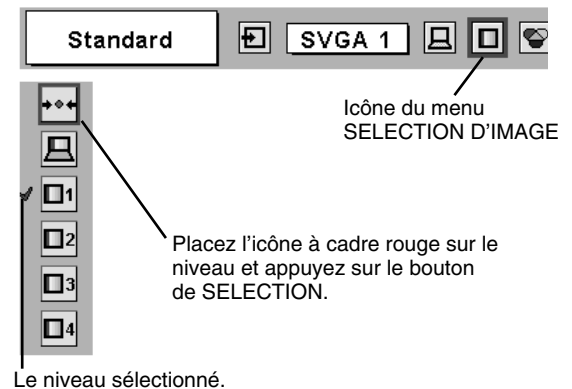 Standard
SVGA 1
Icône du menu
SELECTION D'IMAGE
1
2
3
4
Placez l'icône à cadre rouge sur le
niveau et appuyez sur le bouton
de SELECTION.
Le niveau sélectionné.